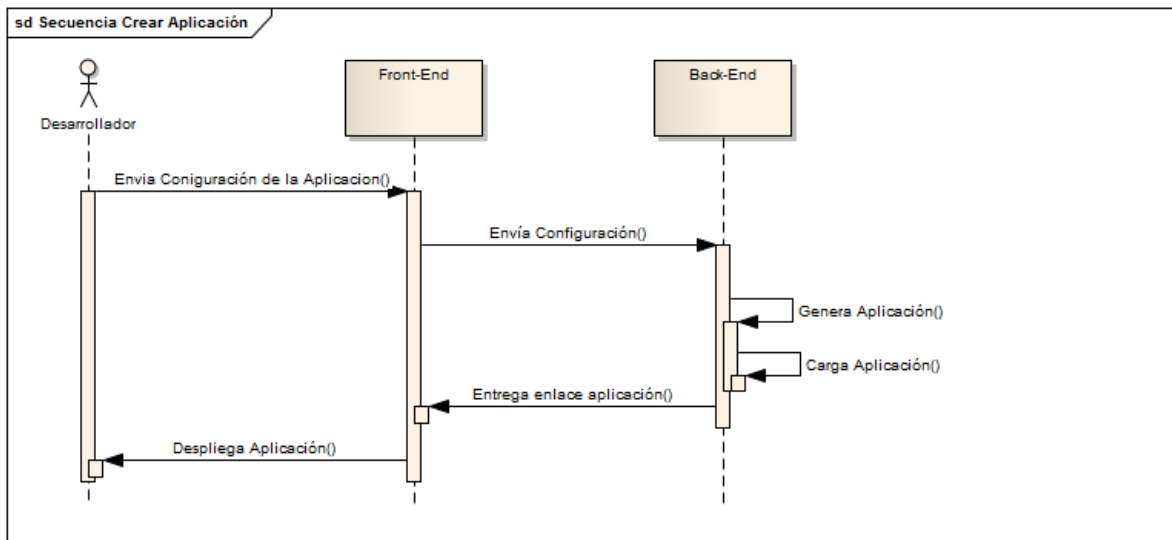 sd Secuencia Crear Aplicación
Desarrollador
Front-End
Back-End
Envia Coniguración de la Aplicacion()
Envía Configuración()
Genera Aplicación()
Carga Aplicación()
Entrega enlace aplicación()
Despliega Aplicación()